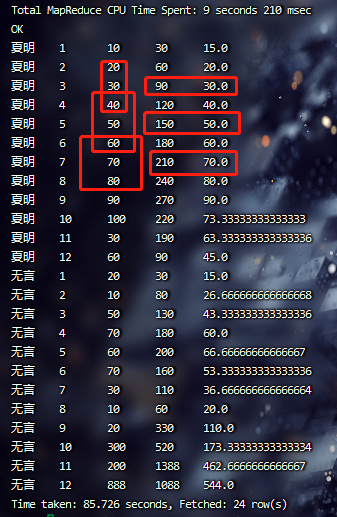 Total MapReduce CPU Time Spent: 9 seconds 210 msec
OK
夏明 1 10 30 15.0
夏明 2 20 60 20.0
夏明 3 30 90 30.0
夏明 4 40 120 40.0
夏明 5 50 150 50.0
夏明 6 60 180 60.0
夏明 7 70 210 70.0
夏明 8 80 240 80.0
夏明 9 90 270 90.0
夏明 10 100 220 73.33333333333333
夏明 11 30 190 63.333333333333336
夏明 12 60 90 45.0
无言 1 20 30 15.0
无言 2 10 80 26.666666666666668
无言 3 50 130 43.333333333333336
无言 4 70 180 60.0
无言 5 60 200 66.66666666666667
无言 6 70 160 53.333333333333336
无言 7 30 110 36.666666666666664
无言 8 10 60 20.0
无言 9 20 330 110.0
无言 10 300 520 173.33333333333334
无言 11 200 1388 462.6666666666667
无言 12 888 1088 544.0
Time taken: 85.726 seconds, Fetched: 24 row(s)